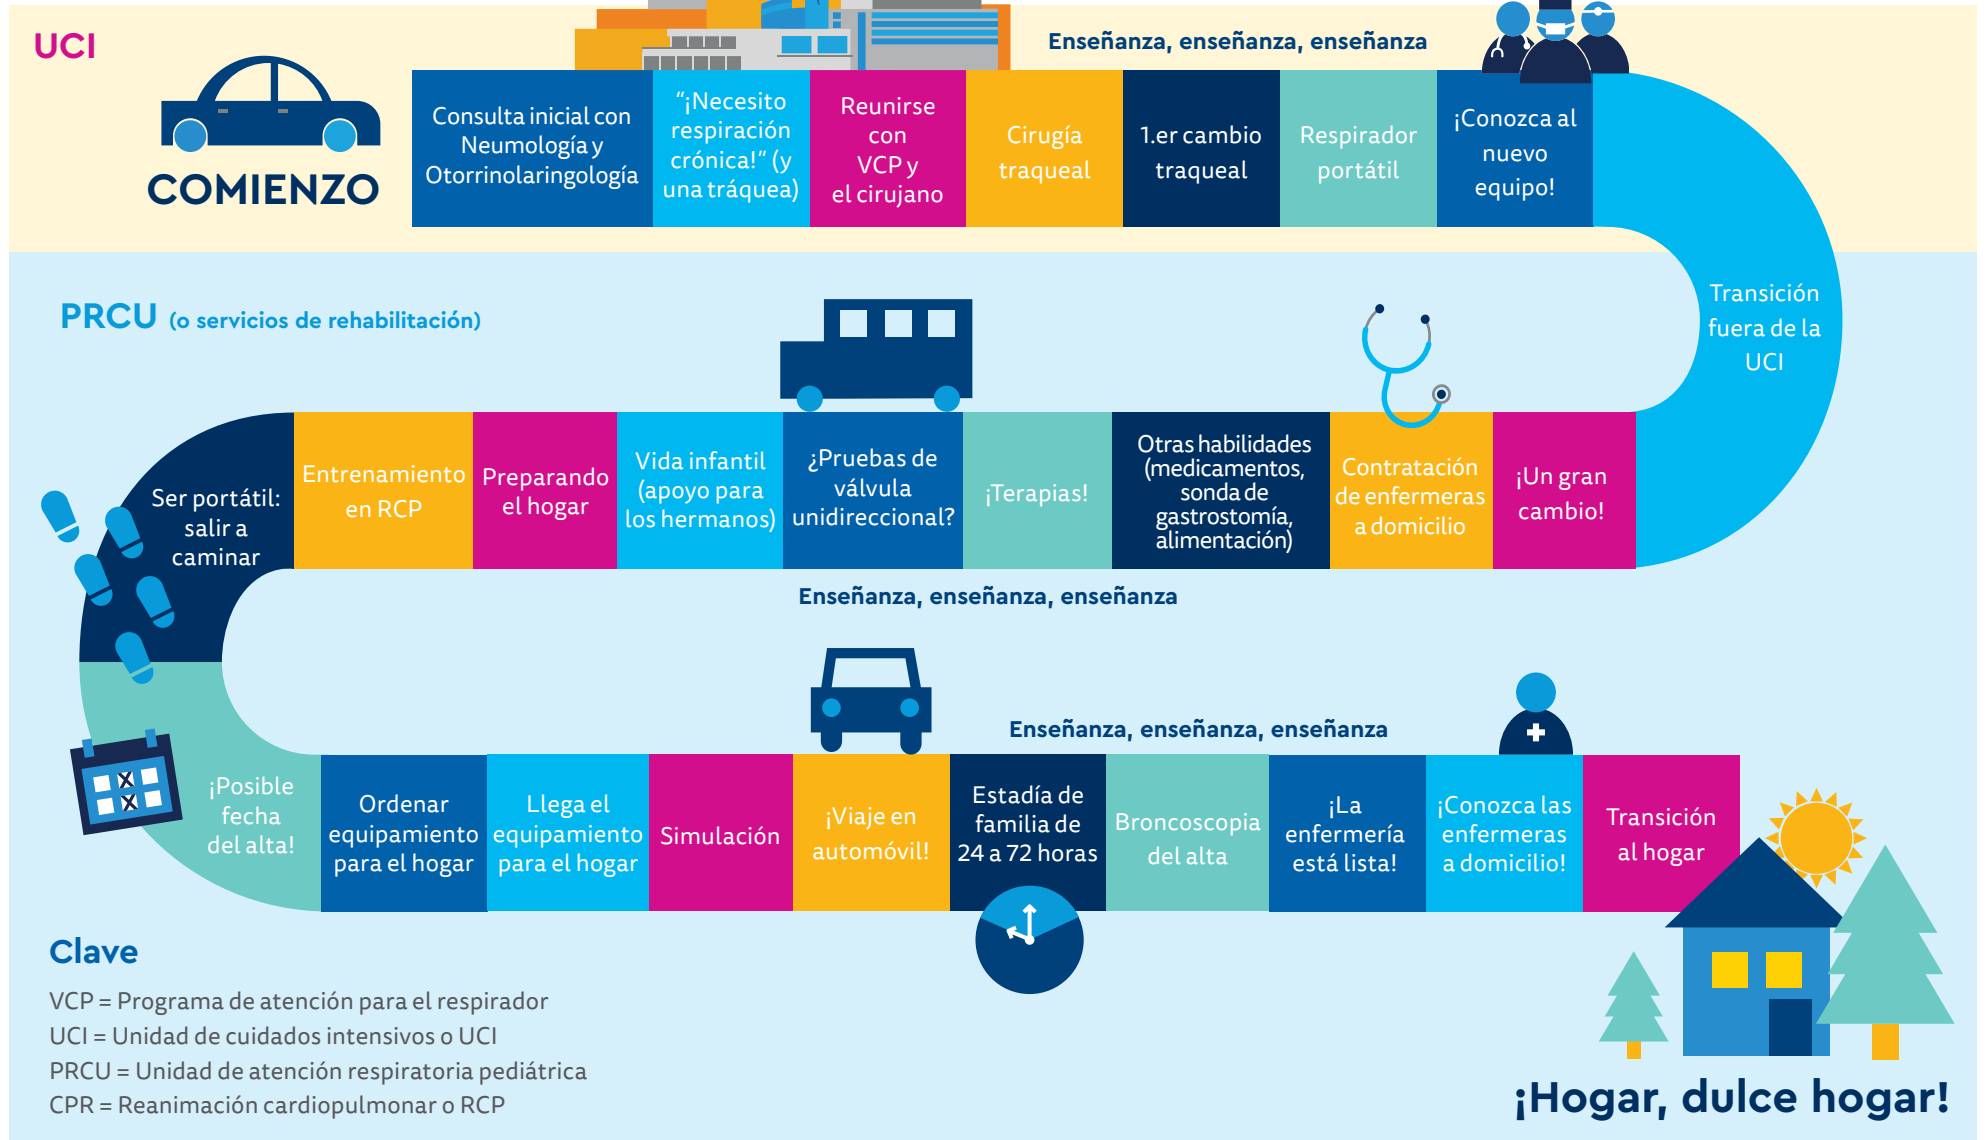 UCI
Enseñanza, enseñanza, enseñanza
COMIENZO
Consulta inicial con
Neumología y
Otorrinolaringología
"¡Necesito
respiración
crónica!" (y
una tráquea)
Reunirse
con
VCP y
el cirujano
Cirugía
traqueal
1.er cambio
traqueal
Respirador
portátil
¡Conozca al
nuevo
equipo!
Transición
fuera de la
UCI
PRCU (o servicios de rehabilitación)
¡Un gran
cambio!
Contratación
de enfermeras
a domicilio
Otras habilidades
(medicamentos,
sonda de
gastrostomía,
alimentación)
¡Terapias!
¿Pruebas de
válvula
unidireccional?
Vida infantil
(apoyo para
los hermanos)
Preparando
el hogar
Entrenamiento
en RCP
Ser portátil:
salir a
caminar
Enseñanza, enseñanza, enseñanza
Enseñanza, enseñanza, enseñanza
¡Posible
fecha
del alta!
Ordenar
equipamiento
para el hogar
Llega el
equipamiento
para el hogar
Simulación
¡Viaje en
automóvil!
Estadía de
familia de
24 a 72 horas
Broncoscopia
del alta
¡La
enfermería
está lista!
¡Conozca las
enfermeras
a domicilio!
Transición
al hogar
Clave
VCP = Programa de atención para el respirador
UCI = Unidad de cuidados intensivos o UCI
PRCU = Unidad de atención respiratoria pediátrica
CPR = Reanimación cardiopulmonar o RCP
¡Hogar, dulce hogar!